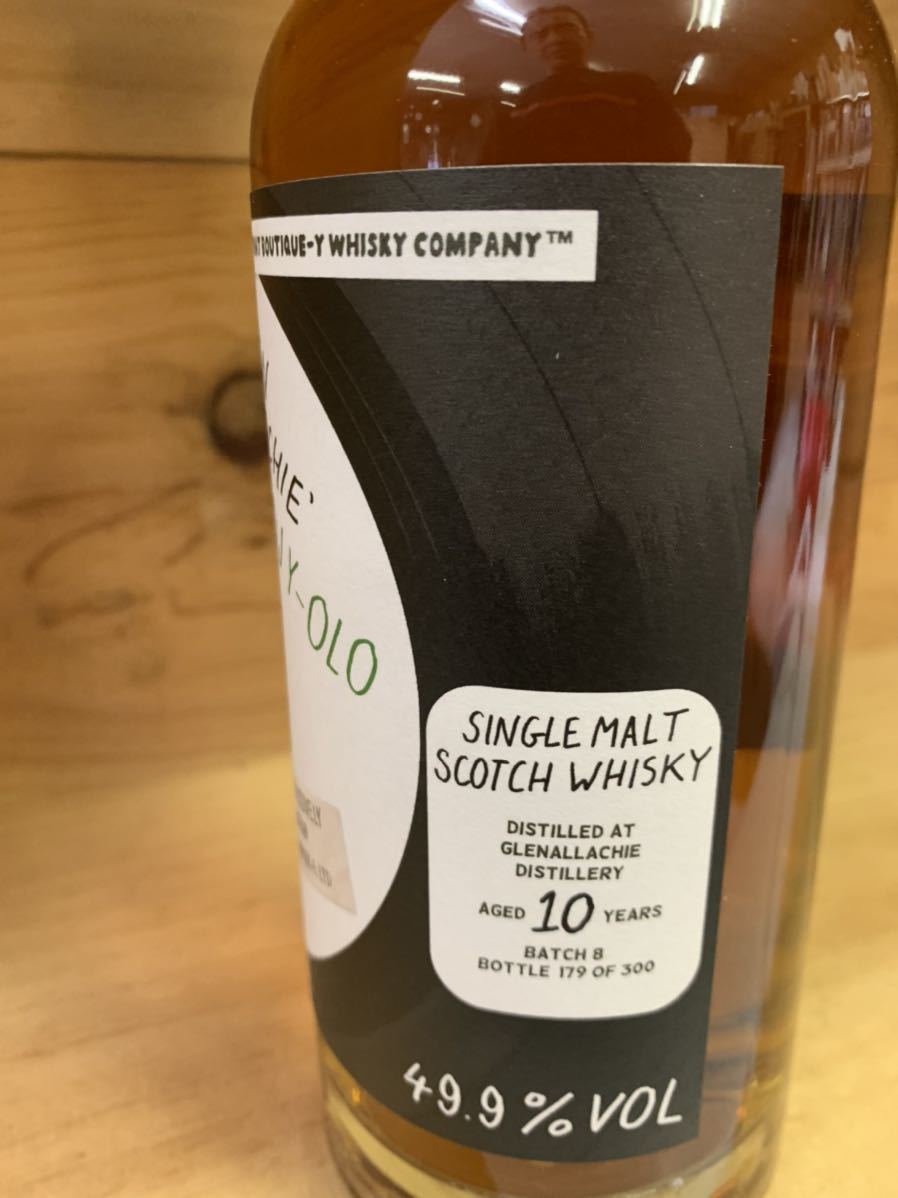 BOUTIQUE-Y WHISKY COMPANY™
Y-OLO
SINGLE MALT
SCOTCH WHISKY
DISTILLED AT
GLENALLACHIE
DISTILLERY
AGED 10 YEARS
BATCH 8
BOTTLE 179 OF 300
49.9% VOL